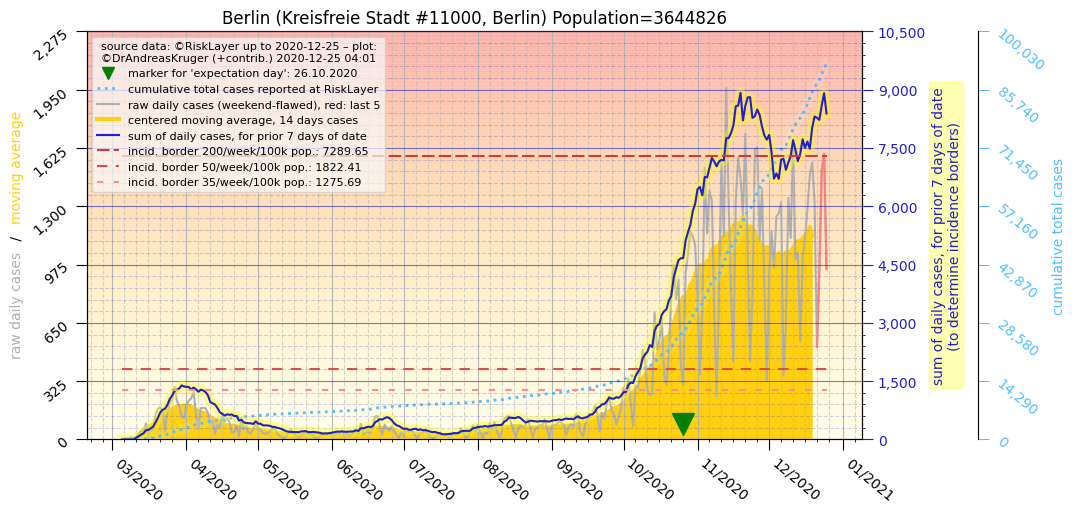 Berlin (Kreisfreie Stadt #11000, Berlin) Population=3644826
source data: ©RiskLayer up to 2020-12-25 – plot:
©DrAndreasKruger (+contrib.) 2020-12-25 04:01
marker for 'expectation day': 26.10.2020
cumulative total cases reported at RiskLayer
raw daily cases (weekend-flawed), red: last 5
centered moving average, 14 days cases
sum of daily cases, for prior 7 days of date
incid. border 200/week/100k pop.: 7289.65
incid. border 50/week/100k pop.: 1822.41
incid. border 35/week/100k pop.: 1275.69
raw daily cases / moving average
2,275
1,950
1,625
1,300
975
650
325
0
03/2020
04/2020
05/2020
06/2020
07/2020
08/2020
09/2020
10/2020
11/2020
12/2020
01/2021
10,500
9,000
7,500
6,000
4,500
3,000
1,500
0
sum of daily cases, for prior 7 days of date
(to determine incidence borders)
100,030
85,740
71,450
57,160
42,870
28,580
14,290
0
cumulative total cases